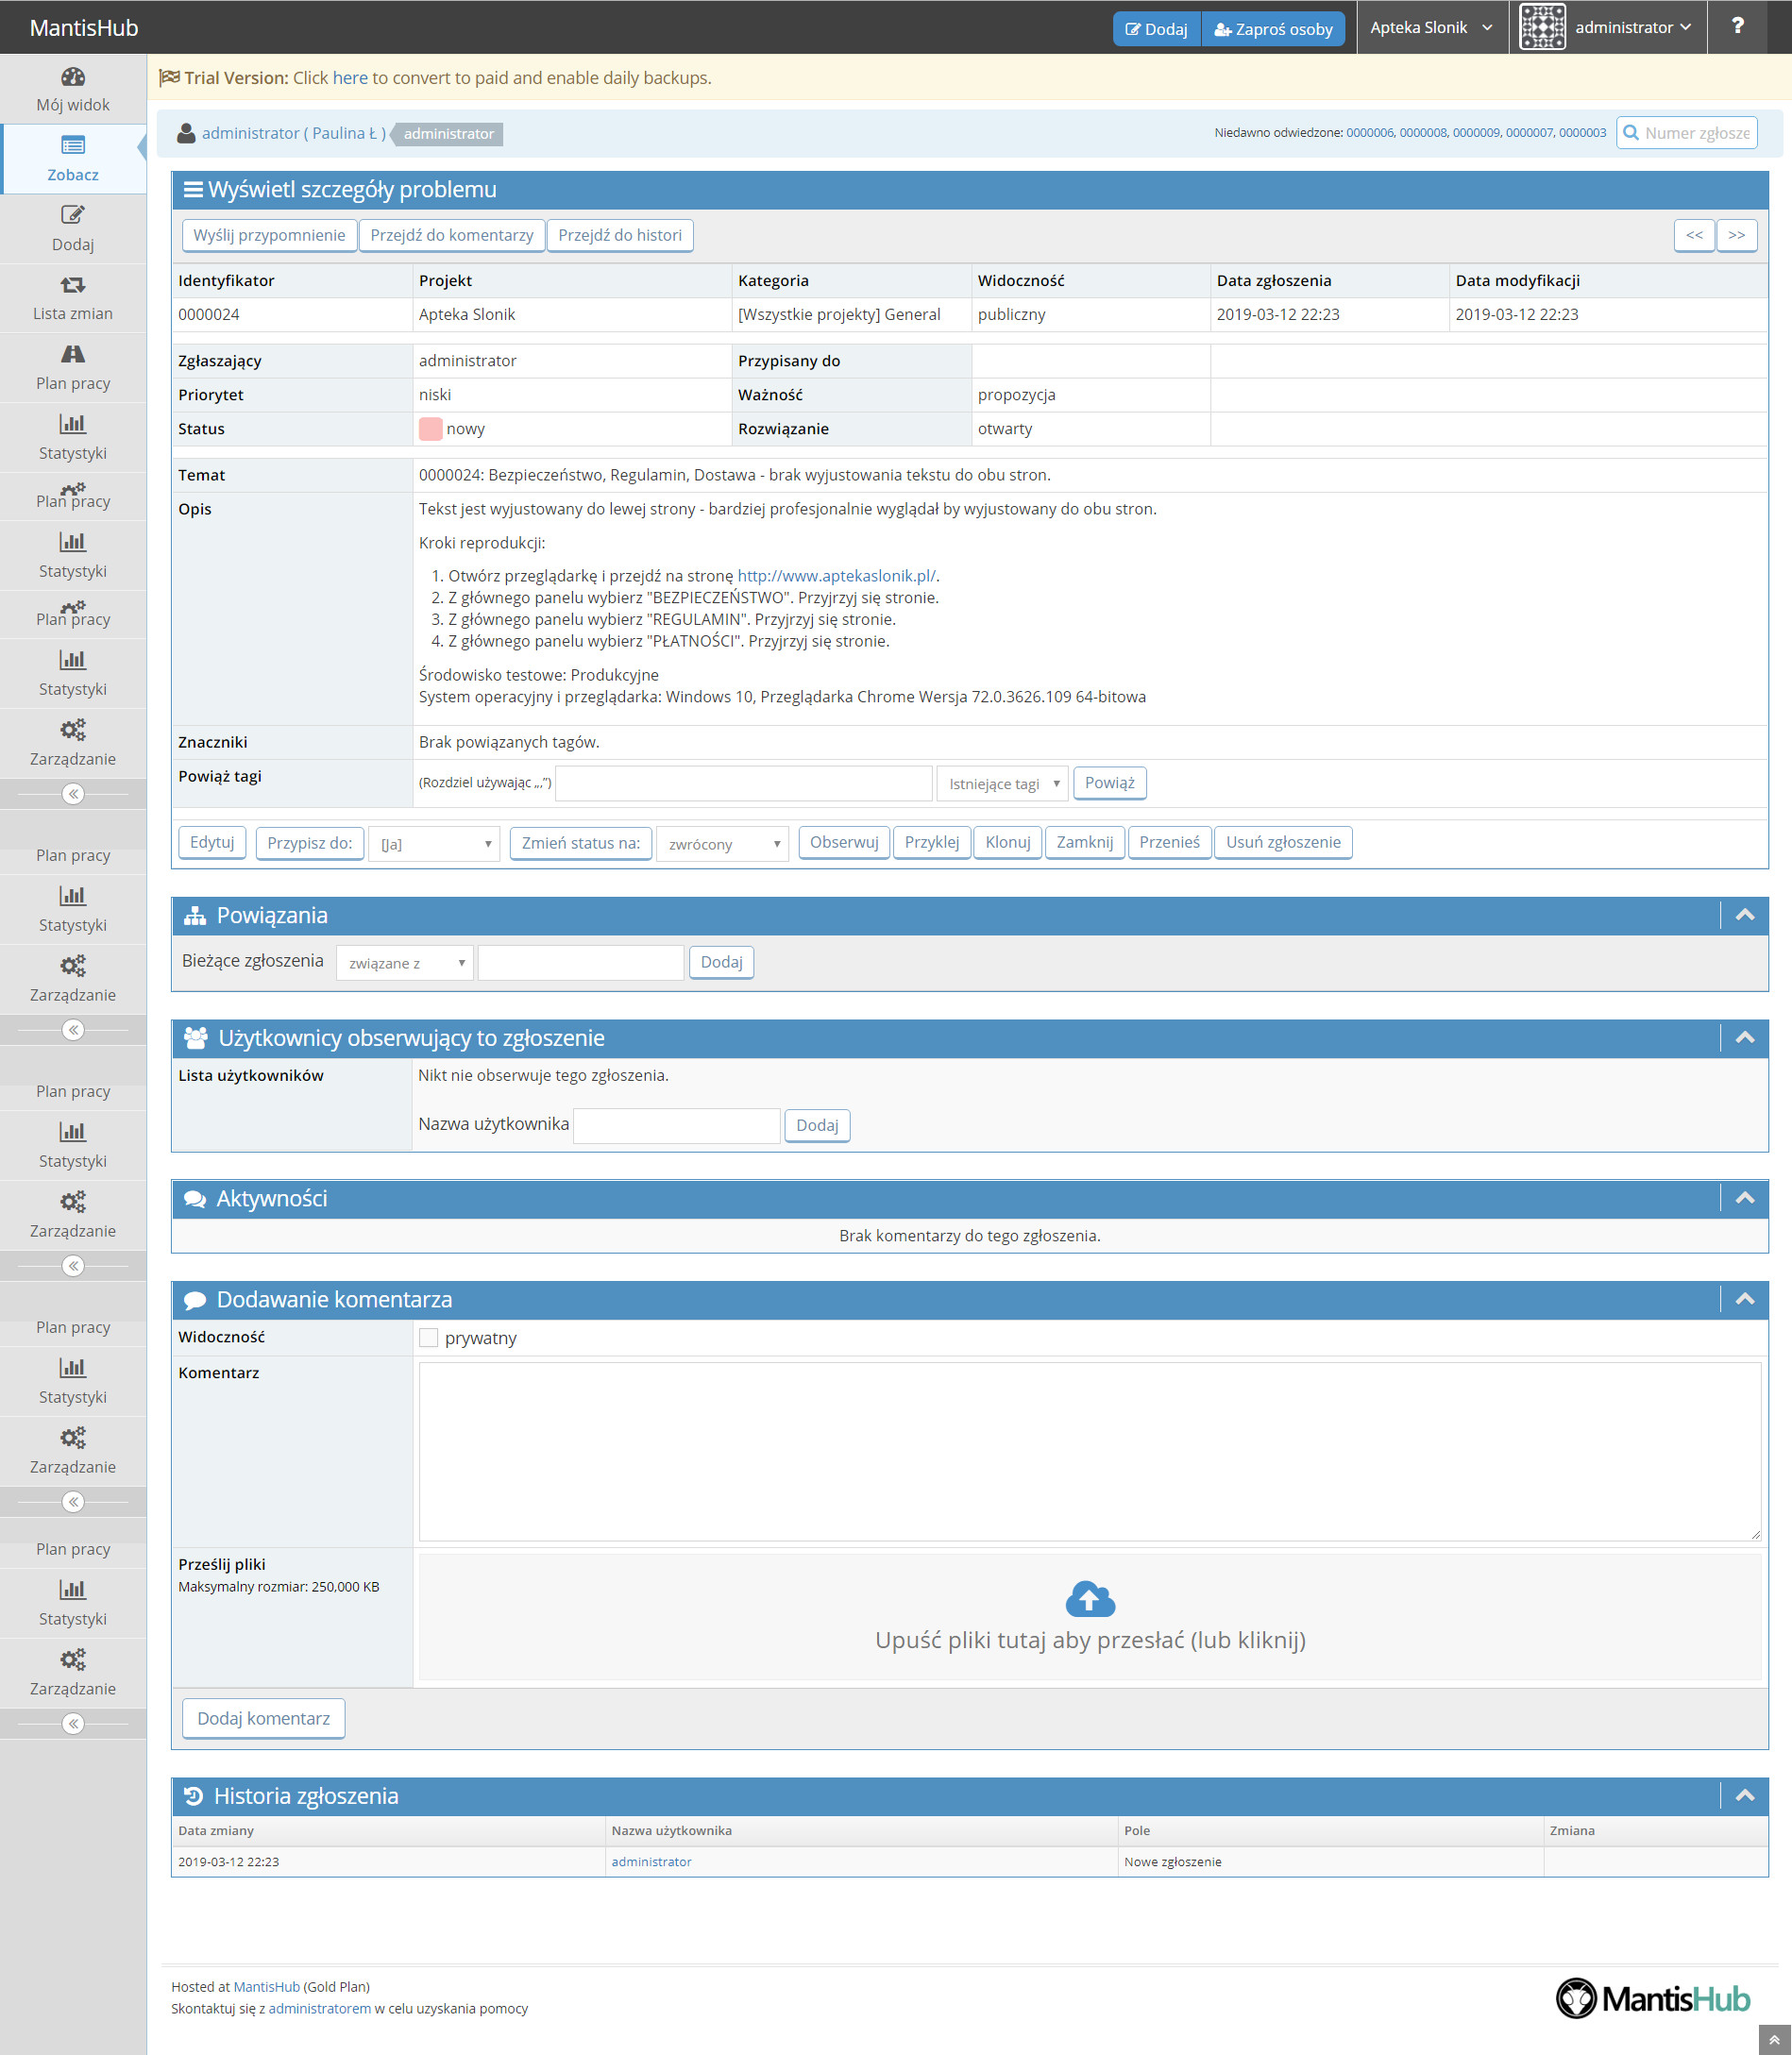 MantisHub
Dodaj
Zaproś osoby
Apteka Slonik
administrator
?
Trial Version: Click here to convert to paid and enable daily backups.
administrator ( Paulina Ł )
administrator
Niedawno odwiedzone: 0000006, 0000008, 0000009, 0000007, 0000003
Numer zgłosze
Mój widok
Zobacz
Dodaj
Lista zmian
Plan pracy
Statystyki
Plan pracy
Statystyki
Plan pracy
Statystyki
Zarządzanie
Plan pracy
Statystyki
Zarządzanie
Plan pracy
Statystyki
Zarządzanie
Plan pracy
Statystyki
Zarządzanie
Plan pracy
Statystyki
Zarządzanie
Wyświetl szczegóły problemu
Wyślij przypomnienie Przejdź do komentarzy Przejdź do histori << >>
Identyfikator Projekt Kategoria Widoczność Data zgłoszenia Data modyfikacji
0000024 Apteka Slonik [Wszystkie projekty] General publiczny 2019-03-12 22:23 2019-03-12 22:23
Zgłaszający administrator Przypisany do
Priorytet niski Ważność propozycja
Status nowy Rozwiązanie otwarty
Temat 0000024: Bezpieczeństwo, Regulamin, Dostawa - brak wyjustowania tekstu do obu stron.
Opis Tekst jest wyjustowany do lewej strony - bardziej profesjonalnie wyglądał by wyjustowany do obu stron.
Kroki reprodukcji:
1. Otwórz przeglądarkę i przejdź na stronę http://www.aptekaslonik.pl/.
2. Z głównego panelu wybierz "BEZPIECZEŃSTWO". Przyjrzyj się stronie.
3. Z głównego panelu wybierz "REGULAMIN". Przyjrzyj się stronie.
4. Z głównego panelu wybierz "PŁATNOŚCI". Przyjrzyj się stronie.
Środowisko testowe: Produkcyjne
System operacyjny i przeglądarka: Windows 10, Przeglądarka Chrome Wersja 72.0.3626.109 64-bitowa
Znaczniki Brak powiązanych tagów.
Powiąż tagi (Rozdziel używając „,”) Istniejące tagi Powiąż
Edytuj Przypisz do: [Ja] Zmień status na: zwrócony Obserwuj Przyklej Klonuj Zamknij Przenieś Usuń zgłoszenie
Powiązania
Bieżące zgłoszenia związane z Dodaj
Użytkownicy obserwujący to zgłoszenie
Lista użytkowników Nikt nie obserwuje tego zgłoszenia.
Nazwa użytkownika Dodaj
Aktywności
Brak komentarzy do tego zgłoszenia.
Dodawanie komentarza
Widoczność prywatny
Komentarz
Prześlij pliki
Maksymalny rozmiar: 250,000 KB
Upuść pliki tutaj aby przesłać (lub kliknij)
Dodaj komentarz
Historia zgłoszenia
Data zmiany Nazwa użytkownika Pole Zmiana
2019-03-12 22:23 administrator Nowe zgłoszenie
Hosted at MantisHub (Gold Plan)
Skontaktuj się z administratorem w celu uzyskania pomocy
MantisHub